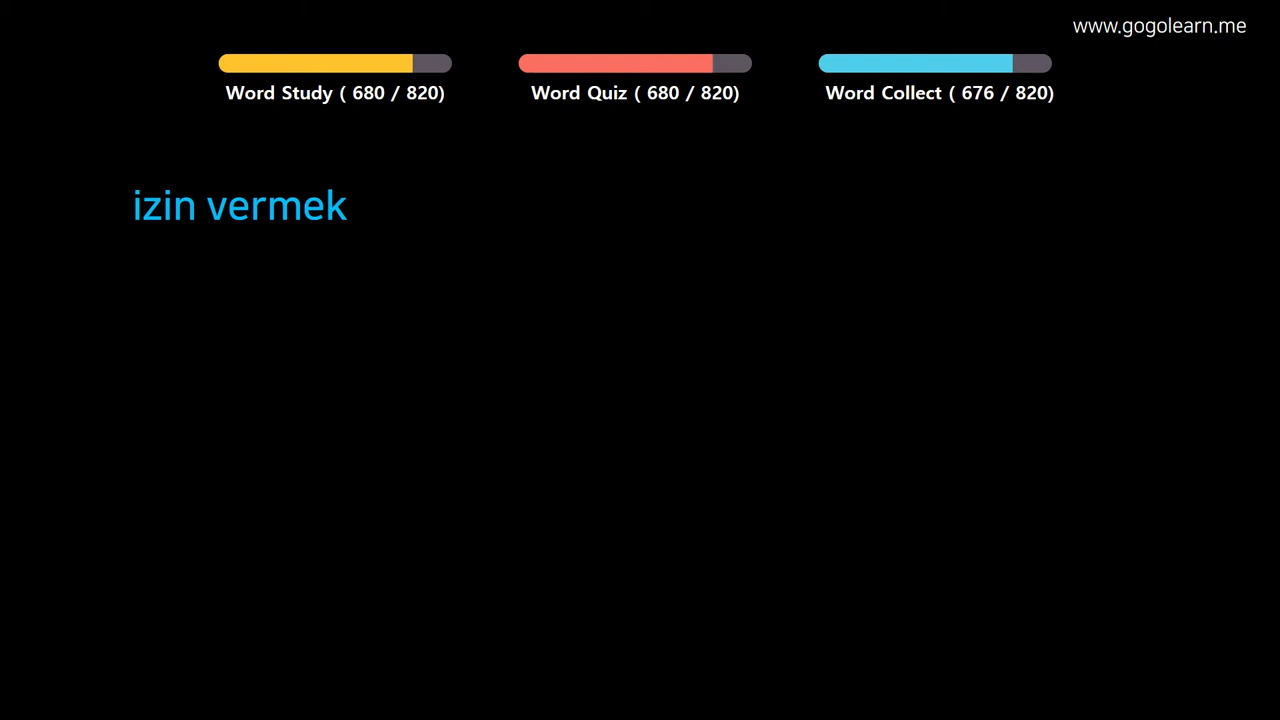 www.gogolearn.me
Word Study ( 680 / 820)
Word Quiz ( 680 / 820)
Word Collect ( 676 / 820)
izin vermek